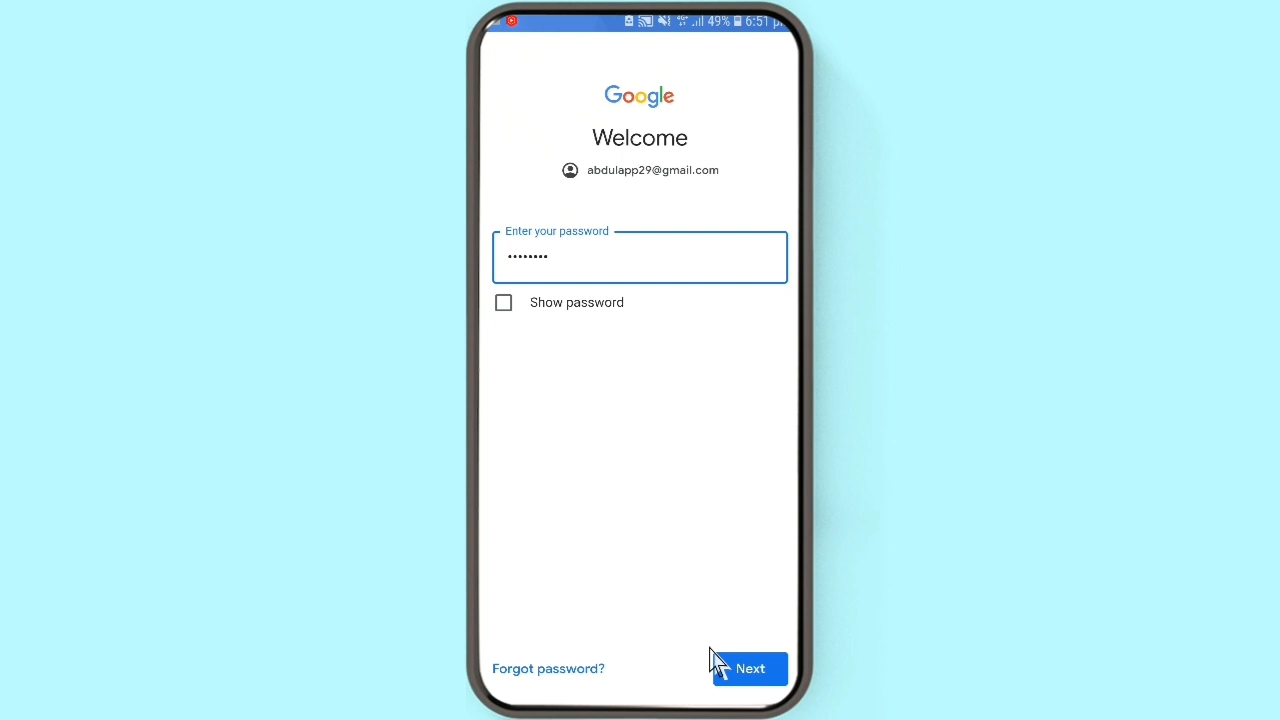 49% 6:51 p
Google
Welcome
abdulapp29@gmail.com
Enter your password
••••••••
Show password
Forgot password?
Next